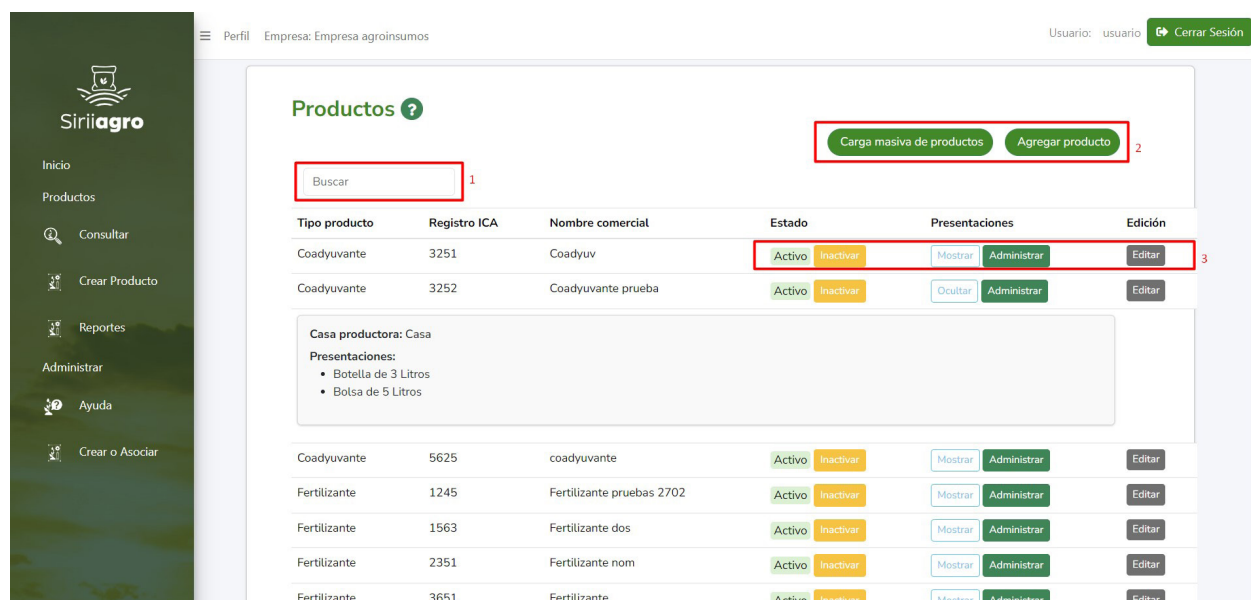 ☰ Perfil Empresa: Empresa agroinsumos Usuario: usuario Cerrar Sesión
Siriiagro
Inicio
Productos
Consultar
Crear Producto
Reportes
Administrar
Ayuda
Crear o Asociar
Productos ?
Carga masiva de productos Agregar producto 2
Buscar 1
Tipo producto Registro ICA Nombre comercial Estado Presentaciones Edición
Coadyuvante 3251 Coadyuv Activo Inactivar Mostrar Administrar Editar 3
Coadyuvante 3252 Coadyuvante prueba Activo Inactivar Ocultar Administrar Editar
Casa productora: Casa
Presentaciones:
• Botella de 3 Litros
• Bolsa de 5 Litros
Coadyuvante 5625 coadyuvante Activo Inactivar Mostrar Administrar Editar
Fertilizante 1245 Fertilizante pruebas 2702 Activo Inactivar Mostrar Administrar Editar
Fertilizante 1563 Fertilizante dos Activo Inactivar Mostrar Administrar Editar
Fertilizante 2351 Fertilizante nom Activo Inactivar Mostrar Administrar Editar
Fertilizante 3651 Fertilizante Activo Inactivar Mostrar Administrar Editar